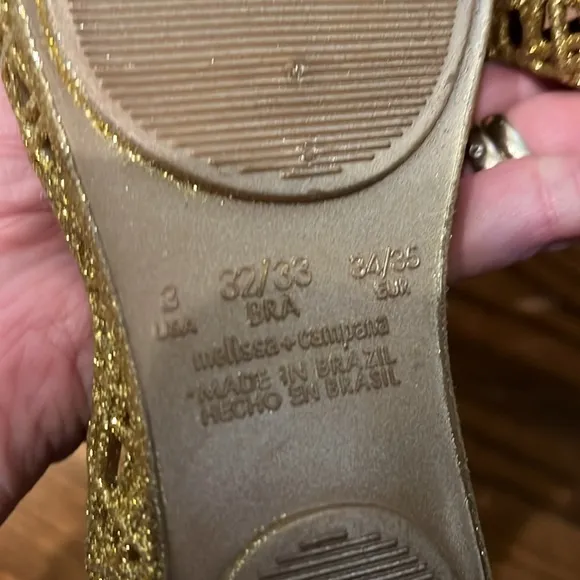 3 32/33 34/35
USA BRA EUR
melissa + campana
MADE IN BRAZIL
HECHO EN BRASIL